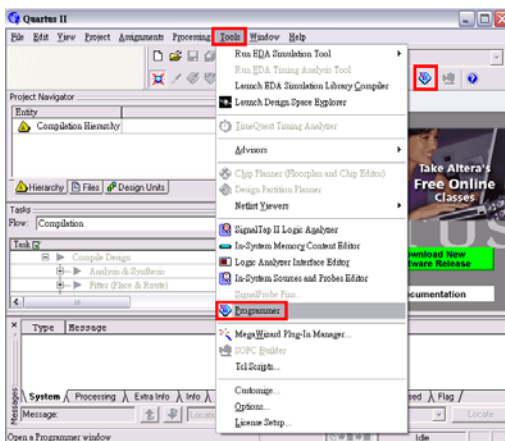 Quartus II
File Edit View Project Assignments Processing Tools Window Help
Project Navigator
Entity
Compilation Hierarchy
Hierarchy Files Design Units
Tasks
Flow: Compilation
Task
Compile Design
Analysis & Synthesis
Fitter (Place & Route)
Type Message
System Processing Extra Info Info
Message:
Open a Programmer window
Run EDA Simulation Tool
Run EDA Timing Analysis Tool
Launch EDA Simulation Library Compiler
Launch Design Space Explorer
TimeQuest Timing Analyzer
Advisors
Chip Planner (Floorplan and Chip Editor)
Design Partition Planner
Netlist Viewers
SignalTap II Logic Analyzer
In-System Memory Content Editor
Logic Analyzer Interface Editor
In-System Sources and Probes Editor
SignalProbe Pins...
Programmer
MegaWizard Plug-In Manager...
SOPC Builder
Tcl Scripts...
Customize...
Options...
License Setup...
Take Altera's
Free Online
Classes
US
wnload New
tware Release
cumentation
sed Flag
Locate
Idle